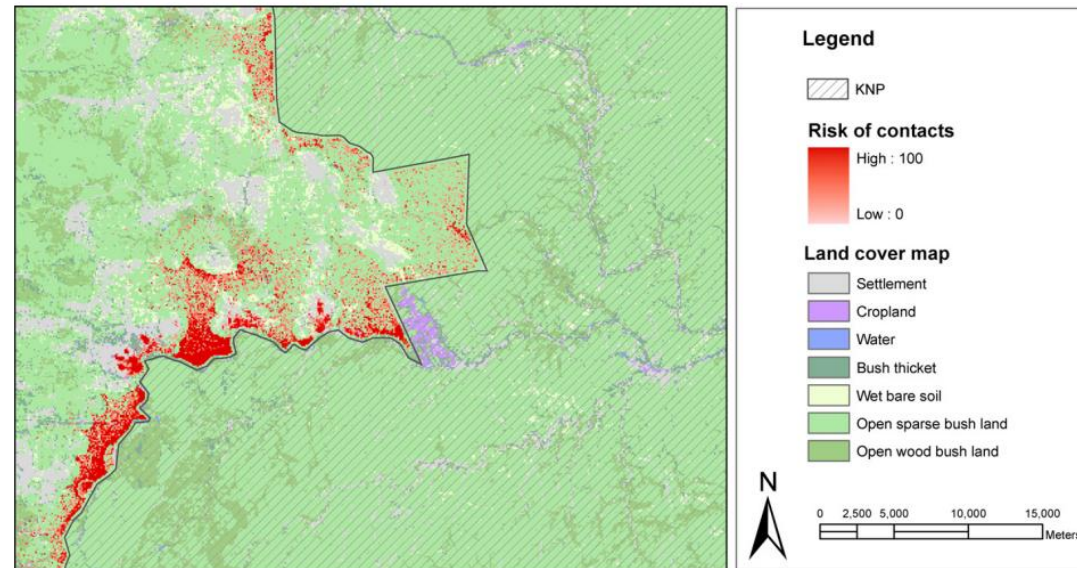 Legend
KNP
Risk of contacts
High : 100
Low : 0
Land cover map
Settlement
Cropland
Water
Bush thicket
Wet bare soil
Open sparse bush land
Open wood bush land
N
0 2,500 5,000 10,000 15,000
Meters